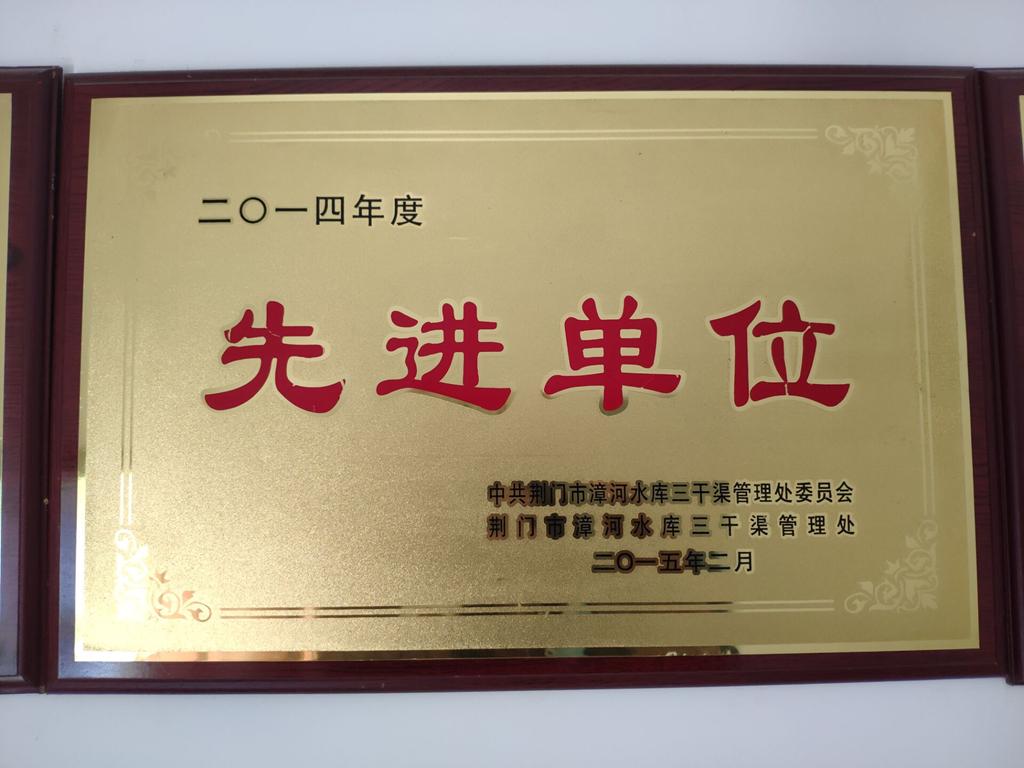 二〇一四年度
先进单位
中共荆门市漳河水库三干渠管理处委员会
荆门市漳河水库三干渠管理处
二〇一五年二月